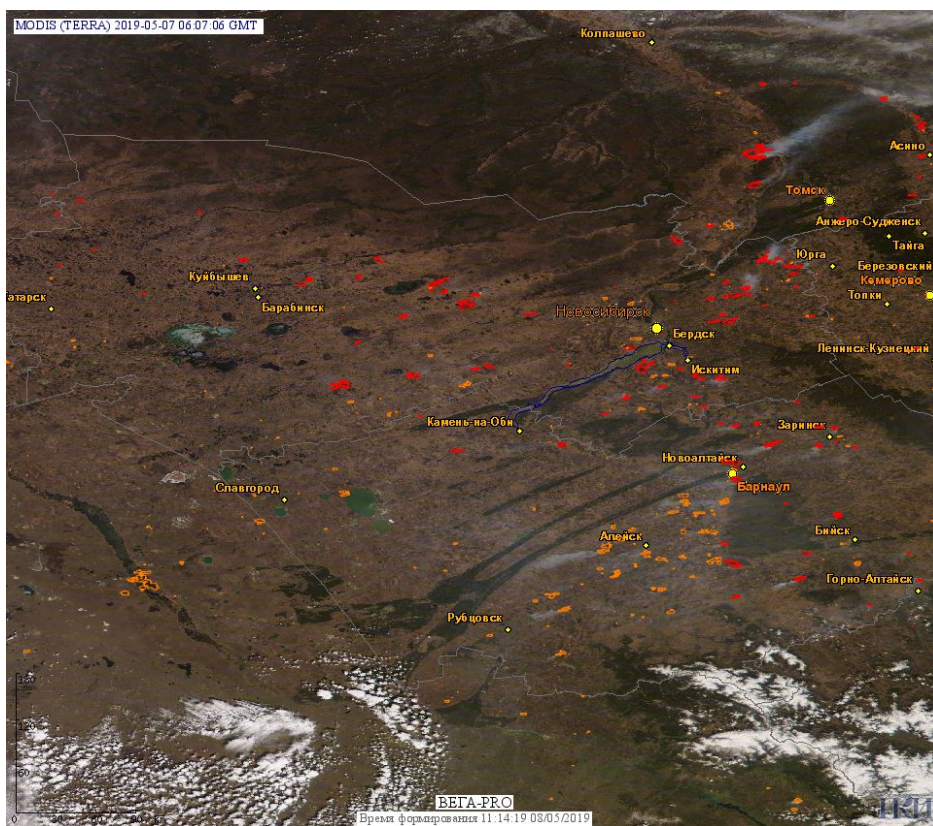 MODIS (TERRA) 2019-05-07 06:07:06 GMT
Колпашево
Асино
Томск
Анжеро-Судженск
Тайга
Юрга
Березовский
Куйбышев
Кемерово
атарск
Барабинск
Топки
Новосибирск
Бердск
Ленинск-Кузнецкий
Искитим
Камень-на-Оби
Заринск
Новоалтайск
Славгород
Барнаул
Алейск
Бийск
Горно-Алтайск
Рубцовск
ВЕГА-PRO
ИКИ
Время формирования 11:14:19 08/05/2019